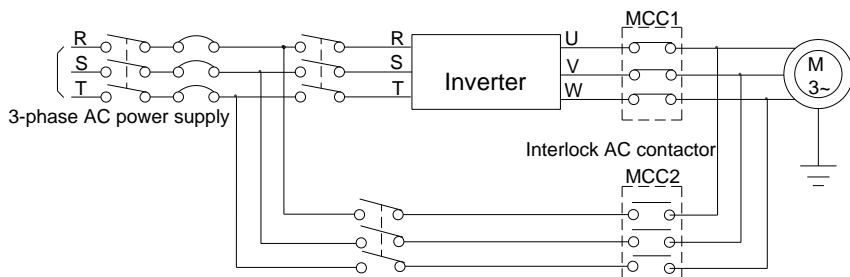 MCC1
R
R
U
S
S
V
M
3~
T
T
W
Inverter
3-phase AC power supply
Interlock AC contactor
MCC2